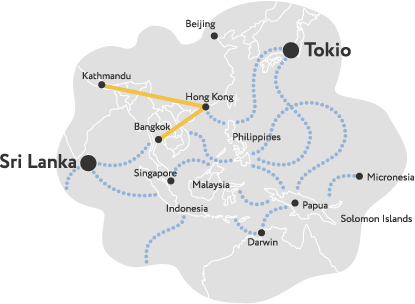 Beijing
Tokio
Kathmandu
Hong Kong
Bangkok
Philippines
Sri Lanka
Singapore
Malaysia
Micronesia
Indonesia
Papua
Solomon Islands
Darwin